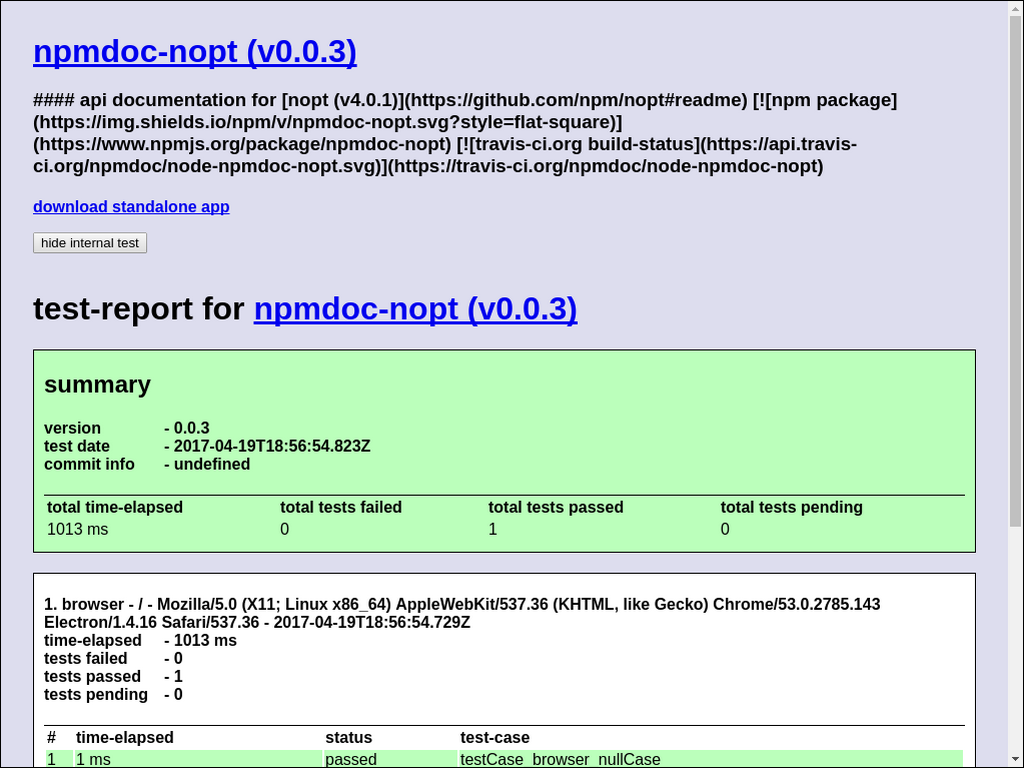 npmdoc-nopt (v0.0.3)
#### api documentation for [nopt (v4.0.1)](https://github.com/npm/nopt#readme) [![npm package]
(https://img.shields.io/npm/v/npmdoc-nopt.svg?style=flat-square)]
(https://www.npmjs.org/package/npmdoc-nopt) [![travis-ci.org build-status](https://api.travis-
ci.org/npmdoc/node-npmdoc-nopt.svg)](https://travis-ci.org/npmdoc/node-npmdoc-nopt)
download standalone app
hide internal test
test-report for npmdoc-nopt (v0.0.3)
summary
version - 0.0.3
test date - 2017-04-19T18:56:54.823Z
commit info - undefined
total time-elapsed total tests failed total tests passed total tests pending
1013 ms 0 1 0
1. browser - / - Mozilla/5.0 (X11; Linux x86_64) AppleWebKit/537.36 (KHTML, like Gecko) Chrome/53.0.2785.143
Electron/1.4.16 Safari/537.36 - 2017-04-19T18:56:54.729Z
time-elapsed - 1013 ms
tests failed - 0
tests passed - 1
tests pending - 0
# time-elapsed status test-case
1 1 ms passed testCase_browser_nullCase